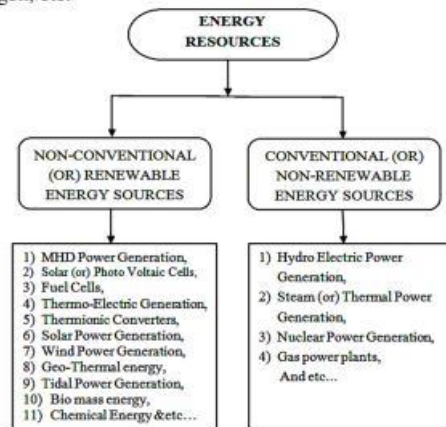 ENERGY
RESOURCES
NON-CONVENTIONAL
(OR) RENEWABLE
ENERGY SOURCES
CONVENTIONAL (OR)
NON-RENEWABLE
ENERGY SOURCES
1) MHD Power Generation,
2) Solar (or) Photo Voltaic Cells,
3) Fuel Cells,
4) Thermo-Electric Generation,
5) Thermionic Converters,
6) Solar Power Generation,
7) Wind Power Generation,
8) Geo-Thermal energy,
9) Tidal Power Generation,
10) Bio mass energy,
11) Chemical Energy &etc…
1) Hydro Electric Power
Generation,
2) Steam (or) Thermal Power
Generation,
3) Nuclear Power Generation,
4) Gas power plants,
And etc…